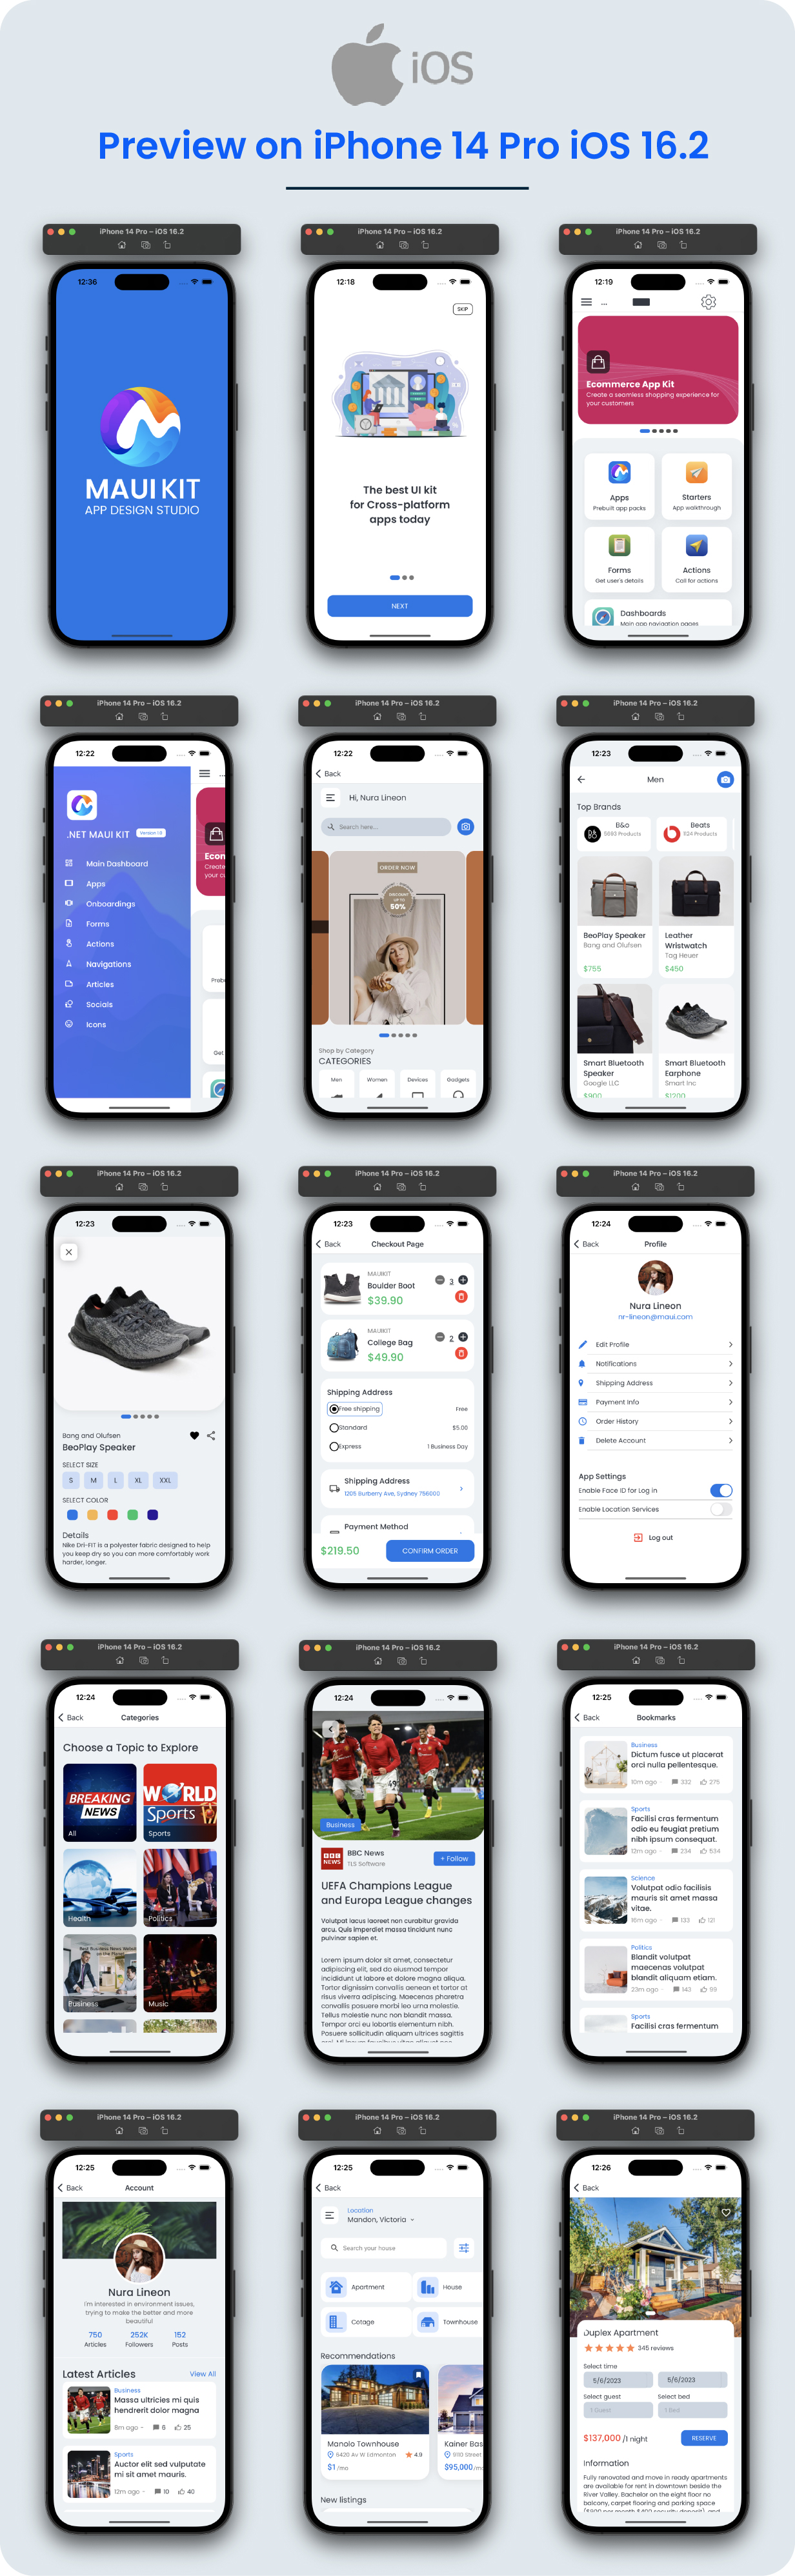 iOS
Preview on iPhone 14 Pro iOS 16.2
iPhone 14 Pro – iOS 16.2
12:36
MAUI KIT
APP DESIGN STUDIO
iPhone 14 Pro – iOS 16.2
12:18
SKIP
The best UI kit
for Cross-platform
apps today
NEXT
iPhone 14 Pro – iOS 16.2
12:19
...
Ecommerce App Kit
Create a seamless shopping experience for
your customers
Apps
Prebuilt app packs
Starters
App walkthrough
Forms
Get user's details
Actions
Call for actions
Dashboards
Main app navigation pages
iPhone 14 Pro – iOS 16.2
12:22
.NET MAUI KIT
Version 1.0
Main Dashboard
Apps
Onboardings
Forms
Actions
Navigations
Articles
Socials
Icons
...
Econ
Create
your cu
Preb
Get
iPhone 14 Pro – iOS 16.2
12:22
Back
Hi, Nura Lineon
Search here...
ORDER NOW
DISCOUNT
UP TO
50%
Shop by Category
CATEGORIES
Men
Women
Devices
Gadgets
iPhone 14 Pro – iOS 16.2
12:23
Men
Top Brands
B&o
5693 Products
Beats
1124 Products
BeoPlay Speaker
Bang and Olufsen
$755
Leather
Wristwatch
Tag Heuer
$450
Smart Bluetooth
Speaker
Google LLC
$900
Smart Bluetooth
Earphone
Smart Inc
$1200
iPhone 14 Pro – iOS 16.2
12:23
Bang and Olufsen
BeoPlay Speaker
SELECT SIZE
S M L XL XXL
SELECT COLOR
Details
Nike Dri-FIT is a polyester fabric designed to help
you keep dry so you can more comfortably work
harder, longer.
iPhone 14 Pro – iOS 16.2
12:23
Back
Checkout Page
MAUIKIT
Boulder Boot
$39.90
3
MAUIKIT
College Bag
$49.90
2
Shipping Address
Free shipping Free
Standard $5.00
Express 1 Business Day
Shipping Address
1205 Burberry Ave, Sydney 756000
Payment Method
$219.50
CONFIRM ORDER
iPhone 14 Pro – iOS 16.2
12:24
Back
Profile
Nura Lineon
nr-lineon@maui.com
Edit Profile
Notifications
Shipping Address
Payment Info
Order History
Delete Account
App Settings
Enable Face ID for Log in
Enable Location Services
Log out
iPhone 14 Pro – iOS 16.2
12:24
Back
Categories
Choose a Topic to Explore
BREAKING
NEWS
All
WORLD
Sports
Sports
Health
Politics
Business
Music
iPhone 14 Pro – iOS 16.2
12:24
Business
BBC
NEWS
BBC News
TLS Software
+ Follow
UEFA Champions League
and Europa League changes
Volutpat lacus laoreet non curabitur gravida
arcu. Quis imperdiet massa tincidunt nunc
pulvinar sapien et.
Lorem ipsum dolor sit amet, consectetur
adipiscing elit, sed do eiusmod tempor
incididunt ut labore et dolore magna aliqua.
Tortor dignissim convallis aenean et tortor at
risus viverra adipiscing. Maecenas pharetra
convallis posuere morbi leo urna molestie.
Tellus molestie nunc non blandit massa.
Tempor orci eu lobortis elementum nibh.
Posuere sollicitudin aliquam ultrices sagittis
iPhone 14 Pro – iOS 16.2
12:25
Back
Bookmarks
Business
Dictum fusce ut placerat
orci nulla pellentesque.
10m ago · 332 275
Sports
Facilisi cras fermentum
odio eu feugiat pretium
nibh ipsum consequat.
12m ago · 234 534
Science
Volutpat odio facilisis
mauris sit amet massa
vitae.
16m ago · 133 121
Politics
Blandit volutpat
maecenas volutpat
blandit aliquam etiam.
23m ago · 143 99
Sports
Facilisi cras fermentum
iPhone 14 Pro – iOS 16.2
12:25
Back
Account
Nura Lineon
I'm interested in environment issues,
trying to make the better and more
beautiful
750 252K 152
Articles Followers Posts
Latest Articles
View All
Business
Massa ultricies mi quis
hendrerit dolor magna
8m ago · 6 25
Sports
Auctor elit sed vulputate
mi sit amet mauris.
12m ago · 10 40
iPhone 14 Pro – iOS 16.2
12:25
Back
Location
Mandon, Victoria
Search your house
Apartment
House
Cotage
Townhouse
Recommendations
Manolo Townhouse
6420 Av W Edmonton 4.9
$1 /mo
Kainer Bas
9110 Street
$95,000/mo
New listings
iPhone 14 Pro – iOS 16.2
12:26
Back
Duplex Apartment
345 reviews
Select time
5/6/2023 5/6/2023
Select guest Select bed
1 Guest 1 Bed
$137,000 /1 night
RESERVE
Information
Fully renovated and move in ready apartments
are available for rent in downtown beside the
River Valley. Bachelor on the eight floor no
balcony, carpet flooring and parking space
($900 per month $400 security deposit), and